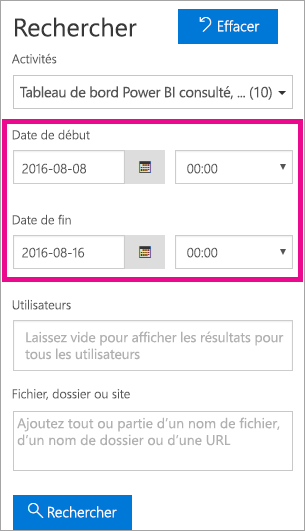 Rechercher
Effacer
Activités
Tableau de bord Power BI consulté, ... (10)
Date de début
2016-08-08
00:00
Date de fin
2016-08-16
00:00
Utilisateurs
Laissez vide pour afficher les résultats pour
tous les utilisateurs
Fichier, dossier ou site
Ajoutez tout ou partie d'un nom de fichier,
d'un nom de dossier ou d'une URL
Rechercher